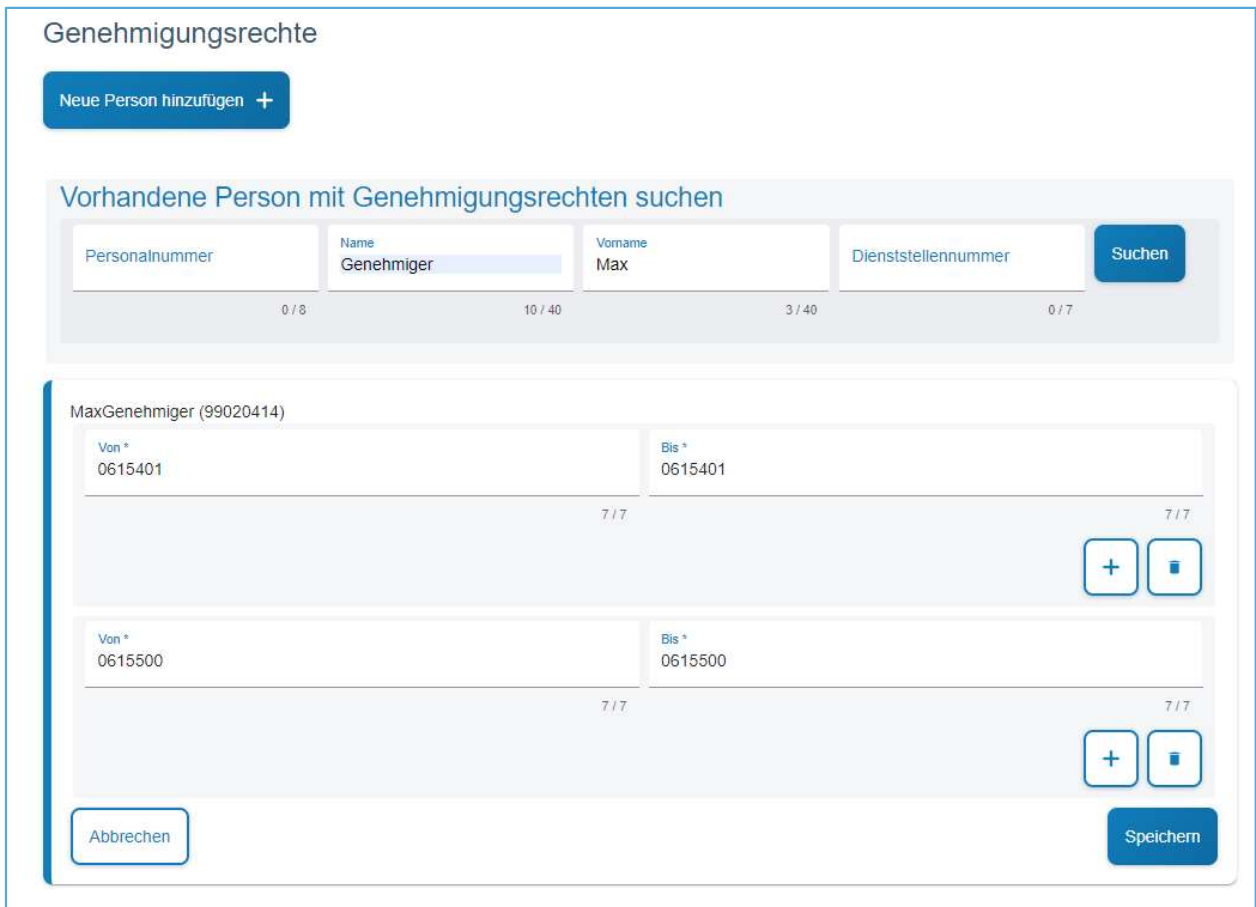 Genehmigungsrechte
Neue Person hinzufügen +
Vorhandene Person mit Genehmigungsrechten suchen
Personalnummer
0 / 8
Name
Genehmiger
10 / 40
Vorname
Max
3 / 40
Dienststellennummer
0 / 7
Suchen
MaxGenehmiger (99020414)
Von *
0615401
7 / 7
Bis *
0615401
7 / 7
+
Von *
0615500
7 / 7
Bis *
0615500
7 / 7
+
Abbrechen
Speichern